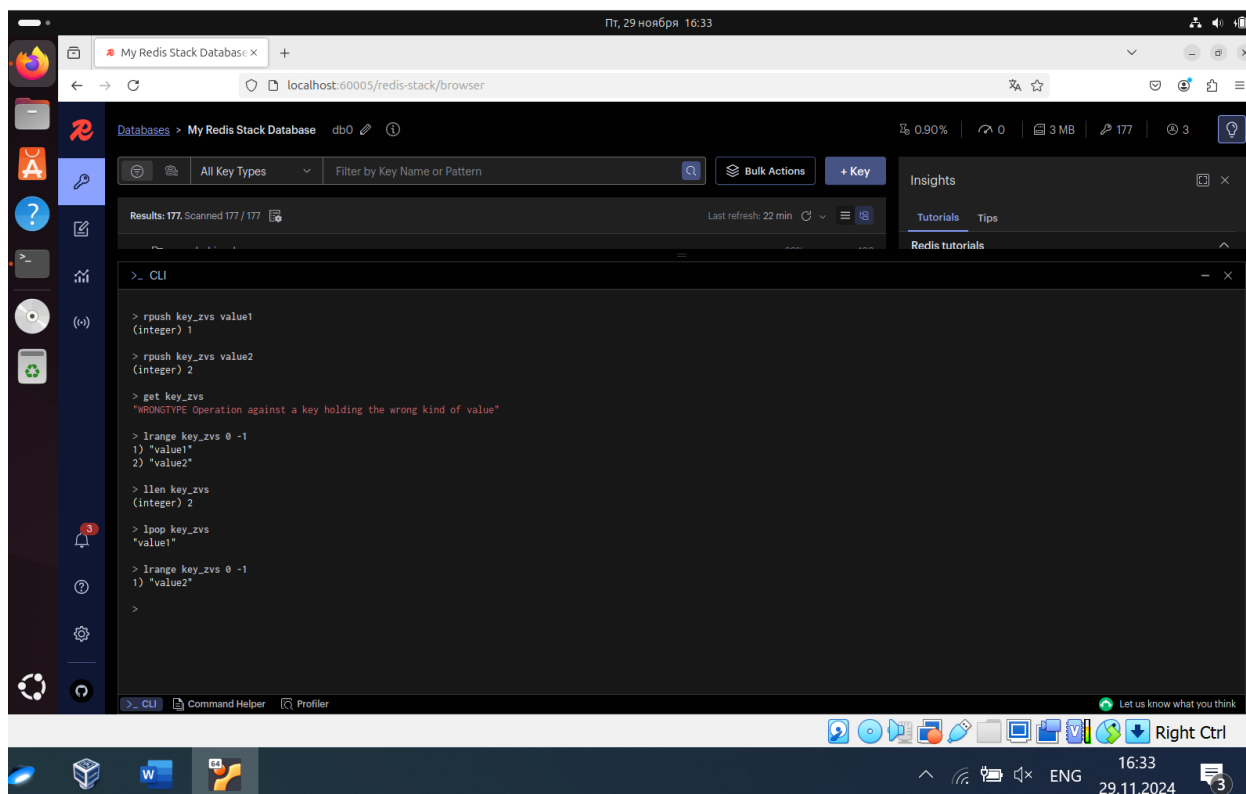 Пт, 29 ноября 16:33
My Redis Stack Database
localhost:60005/redis-stack/browser
Databases > My Redis Stack Database db0
0.90% 0 3 MB 177 3
All Key Types Filter by Key Name or Pattern Bulk Actions + Key
Insights
Results: 177. Scanned 177 / 177 Last refresh: 22 min
Tutorials Tips
Redis tutorials
>_ CLI
> rpush key_zvs value1
(integer) 1
> rpush key_zvs value2
(integer) 2
> get key_zvs
"WRONGTYPE Operation against a key holding the wrong kind of value"
> lrange key_zvs 0 -1
1) "value1"
2) "value2"
> llen key_zvs
(integer) 2
> lpop key_zvs
"value1"
> lrange key_zvs 0 -1
1) "value2"
>
3
>_ CLI Command Helper Profiler Let us know what you think
Right Ctrl
64
W
ENG
16:33
29.11.2024
3